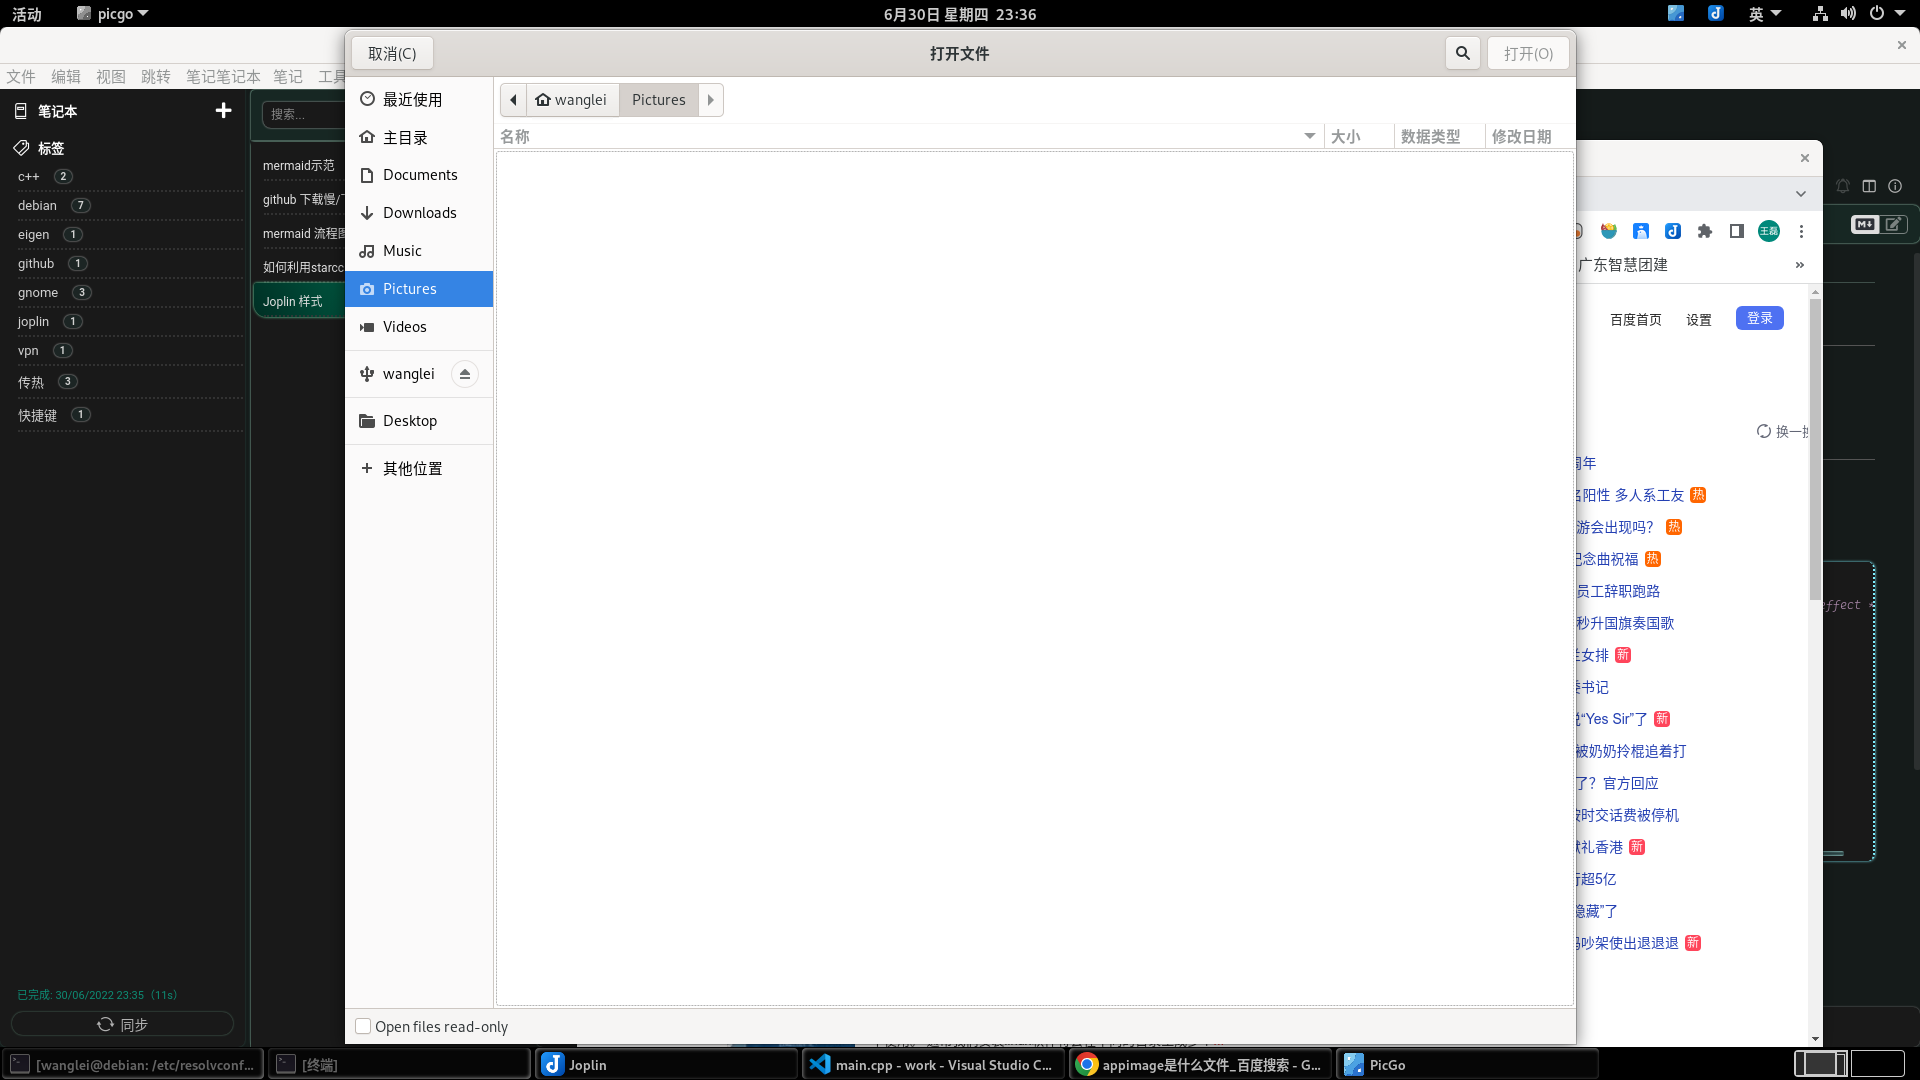 活动
picgo
6月30日 星期四 23:36
英
取消(C)
打开文件
打开(O)
文件 编辑 视图 跳转 笔记笔记本 笔记 工具
笔记本
搜索...
标签
c++ 2
debian 7
eigen 1
github 1
gnome 3
joplin 1
vpn 1
传热 3
快捷键 1
mermaid示范
github 下载慢/
mermaid 流程图
如何利用starcc
Joplin 样式
已完成: 30/06/2022 23:35 (11s)
同步
最近使用
主目录
Documents
Downloads
Music
Pictures
Videos
wanglei
Desktop
其他位置
wanglei
Pictures
名称
大小
数据类型
修改日期
Open files read-only
王磊
M
广东智慧团建
»
百度首页
设置
登录
换一
周年
名阳性 多人系工友 热
游会出现吗? 热
纪念曲祝福 热
员工辞职跑路
秒升国旗奏国歌
女排 新
委书记
说“Yes Sir”了 新
被奶奶拎棍追着打
了? 官方回应
按时交话费被停机
献礼香港 新
行超5亿
隐藏”了
妈吵架使出退退退 新
effect *
[wanglei@debian: /etc/resolvconf...
[终端]
Joplin
main.cpp - work - Visual Studio C...
appimage是什么文件_百度搜索 - G...
PicGo